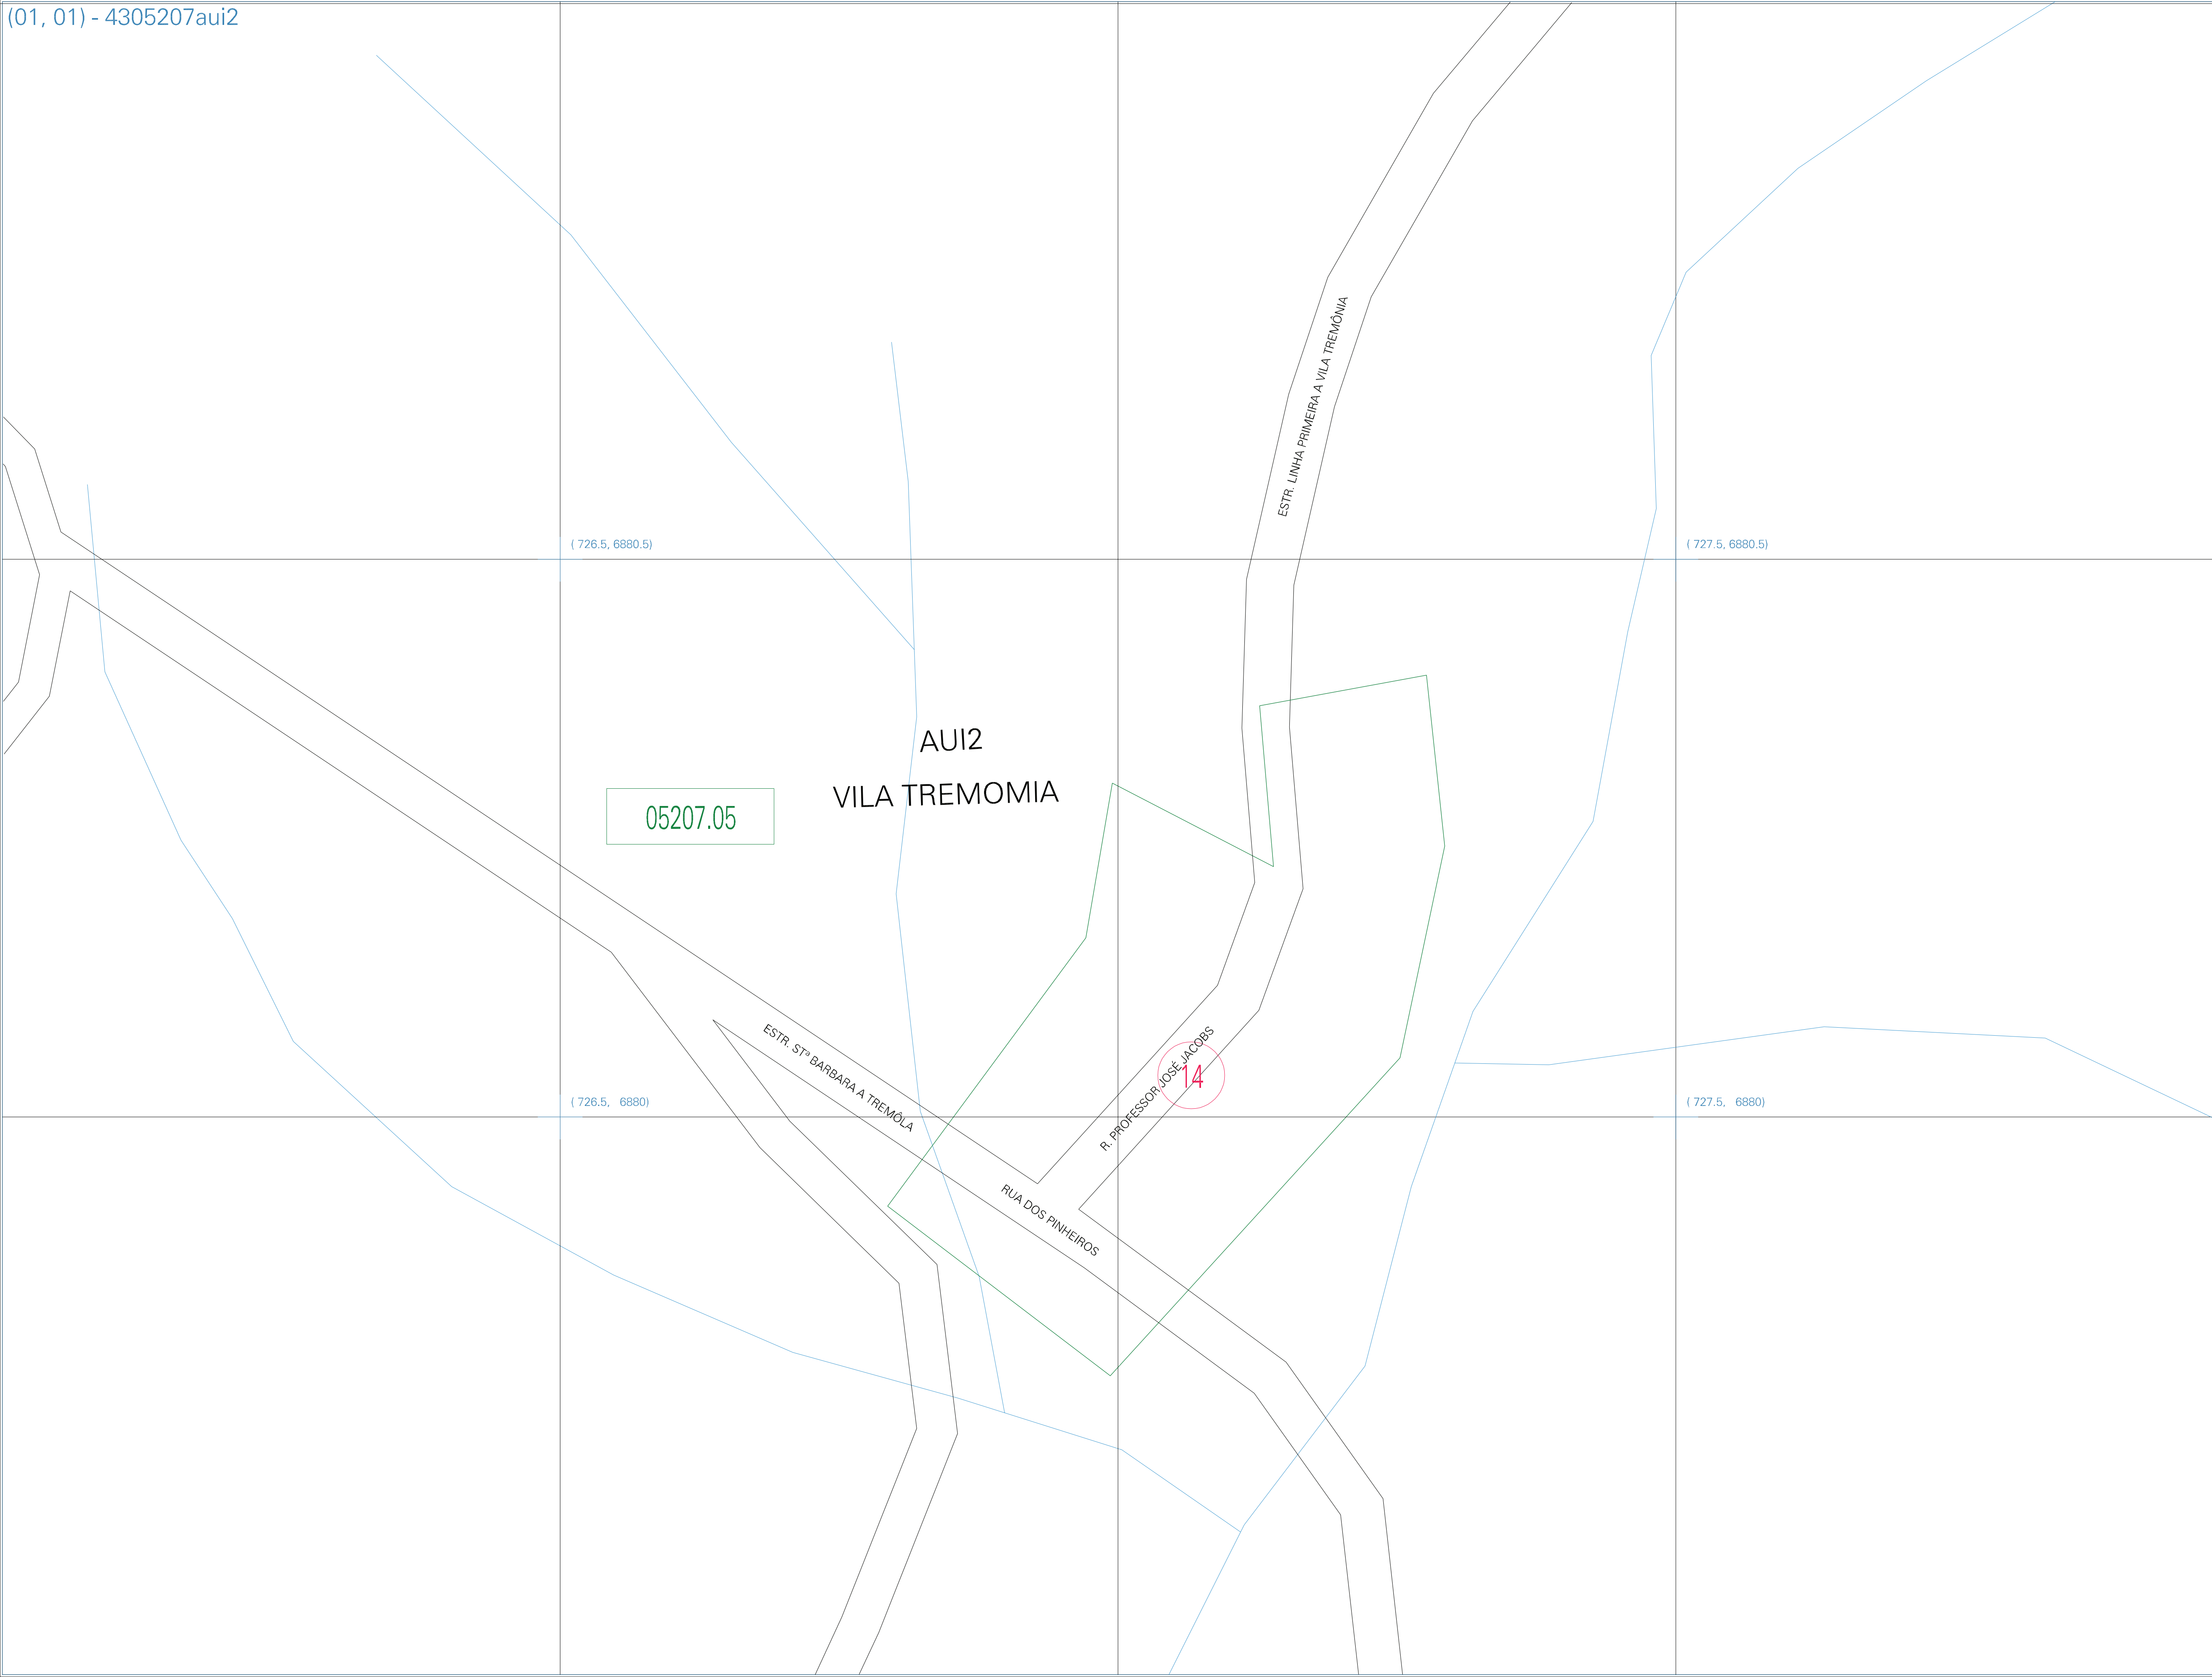 (01, 01) - 4305207aui2
ESTR. LINHA PRIMEIRA A VILA TREMÔNIA
( 726.5, 6880.5)
( 727.5, 6880.5)
AUI2
VILA TREMOMIA
05207.05
ESTR. STª BARBARA A TREMÔLA
R. PROFESSOR JOSÉ JACOBS
14
( 726.5, 6880)
( 727.5, 6880)
RUA DOS PINHEIROS